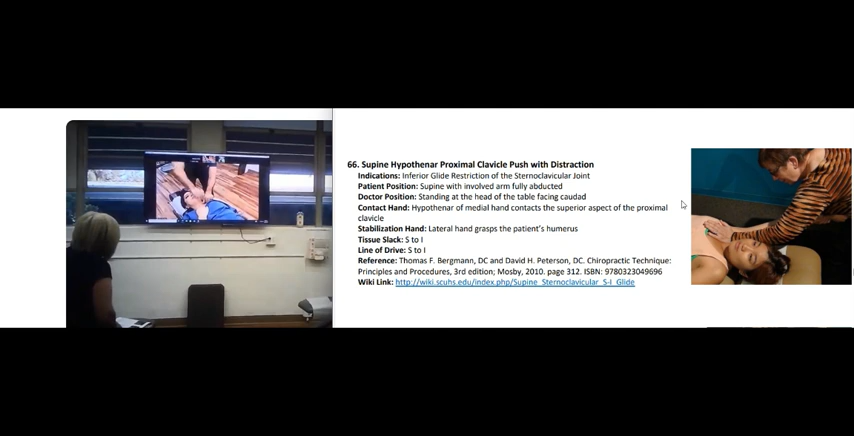 66. Supine Hypothenar Proximal Clavicle Push with Distraction
Indications: Inferior Glide Restriction of the Sternoclavicular Joint
Patient Position: Supine with involved arm fully abducted
Doctor Position: Standing at the head of the table facing caudad
Contact Hand: Hypothenar of medial hand contacts the superior aspect of the proximal
clavicle
Stabilization Hand: Lateral hand grasps the patient's humerus
Tissue Slack: S to I
Line of Drive: S to I
Reference: Thomas F. Bergmann, DC and David H. Peterson, DC. Chiropractic Technique:
Principles and Procedures, 3rd edition; Mosby, 2010. page 312. ISBN: 9780323049696
Wiki Link: http://wiki.scuhs.edu/index.php/Supine_Sternoclavicular_S-I_Glide